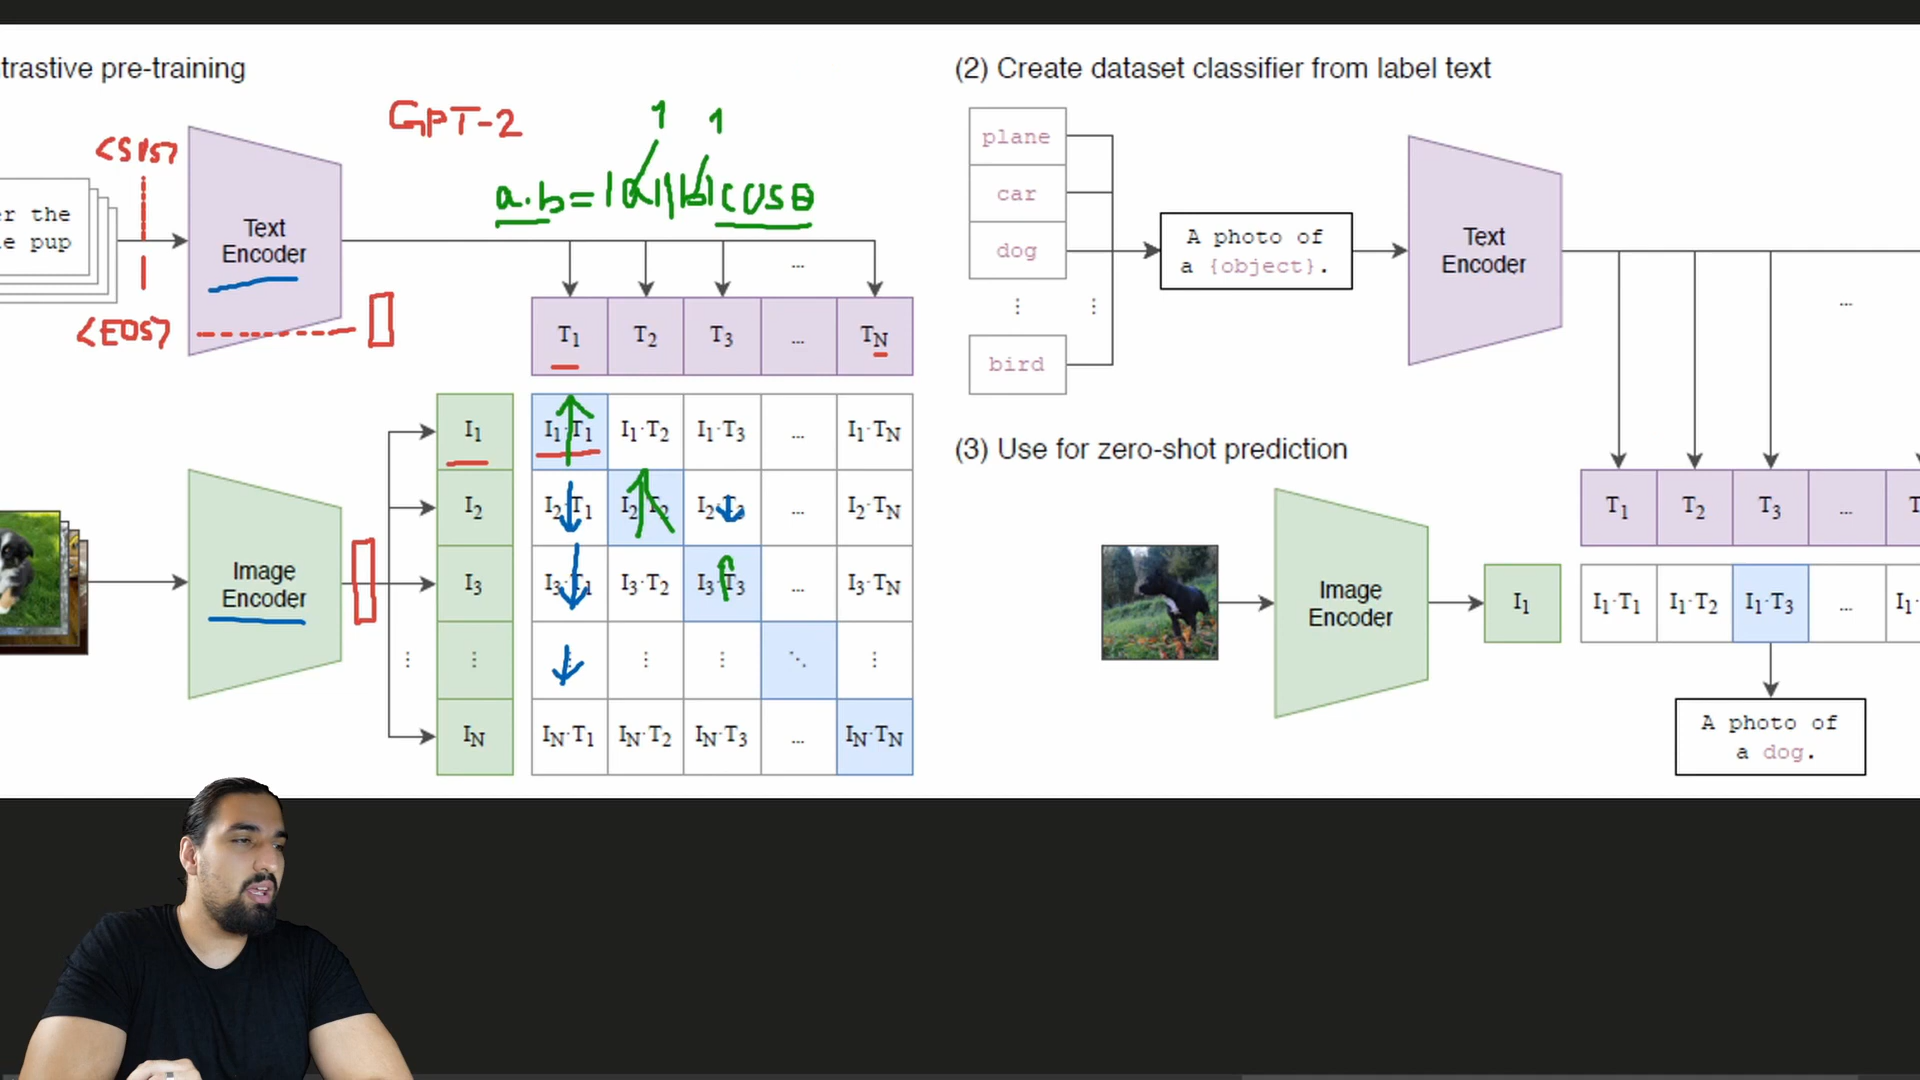 trastive pre-training
GPT-2
1 1
a·b=|a||b|cosθ
<S1S>
er the
le pup
Text
Encoder
<EOS>
T1 T2 T3 ... TN
I1 I1·T1 I1·T2 I1·T3 ... I1·TN
I2 I2·T1 I2·T2 I2·T3 ... I2·TN
Image
Encoder
I3 I3·T1 I3·T2 I3·T3 ... I3·TN
⋮ ⋮ ⋮ ⋮ ⋱ ⋮
IN IN·T1 IN·T2 IN·T3 ... IN·TN
(2) Create dataset classifier from label text
plane
car
dog
⋮ ⋮
bird
A photo of
a {object}.
Text
Encoder
...
(3) Use for zero-shot prediction
T1 T2 T3 ... T
Image
Encoder
I1 I1·T1 I1·T2 I1·T3 ... I1·
A photo of
a dog.